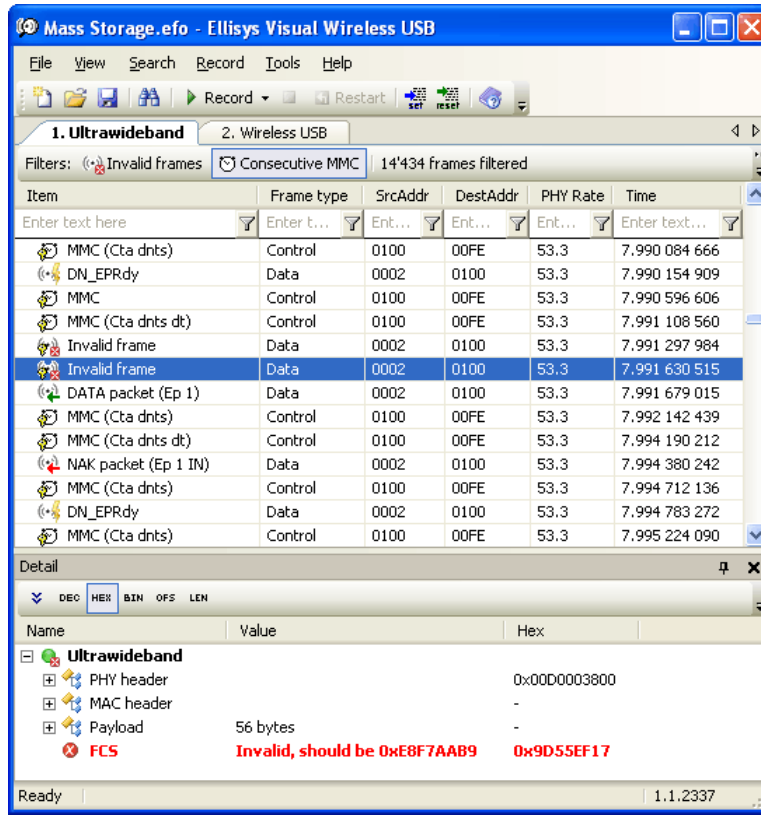 Mass Storage.efo - Ellisys Visual Wireless USB
File View Search Record Tools Help
Record Restart set reset
1. Ultrawideband 2. Wireless USB
Filters: Invalid frames Consecutive MMC 14'434 frames filtered
Item Frame type SrcAddr DestAddr PHY Rate Time
Enter text here Enter t... Ent... Ent... Ent... Enter text...
MMC (Cta dnts) Control 0100 00FE 53.3 7.990 084 666
DN_EPRdy Data 0002 0100 53.3 7.990 154 909
MMC Control 0100 00FE 53.3 7.990 596 606
MMC (Cta dnts dt) Control 0100 00FE 53.3 7.991 108 560
Invalid frame Data 0002 0100 53.3 7.991 297 984
Invalid frame Data 0002 0100 53.3 7.991 630 515
DATA packet (Ep 1) Data 0002 0100 53.3 7.991 679 015
MMC (Cta dnts) Control 0100 00FE 53.3 7.992 142 439
MMC (Cta dnts dt) Control 0100 00FE 53.3 7.994 190 212
NAK packet (Ep 1 IN) Data 0002 0100 53.3 7.994 380 242
MMC (Cta dnts) Control 0100 00FE 53.3 7.994 712 136
DN_EPRdy Data 0002 0100 53.3 7.994 783 272
MMC (Cta dnts) Control 0100 00FE 53.3 7.995 224 090
Detail
DEC HEX BIN OFS LEN
Name Value Hex
Ultrawideband
PHY header 0x00D0003800
MAC header -
Payload 56 bytes -
FCS Invalid, should be 0xE8F7AAB9 0x9D55EF17
Ready 1.1.2337